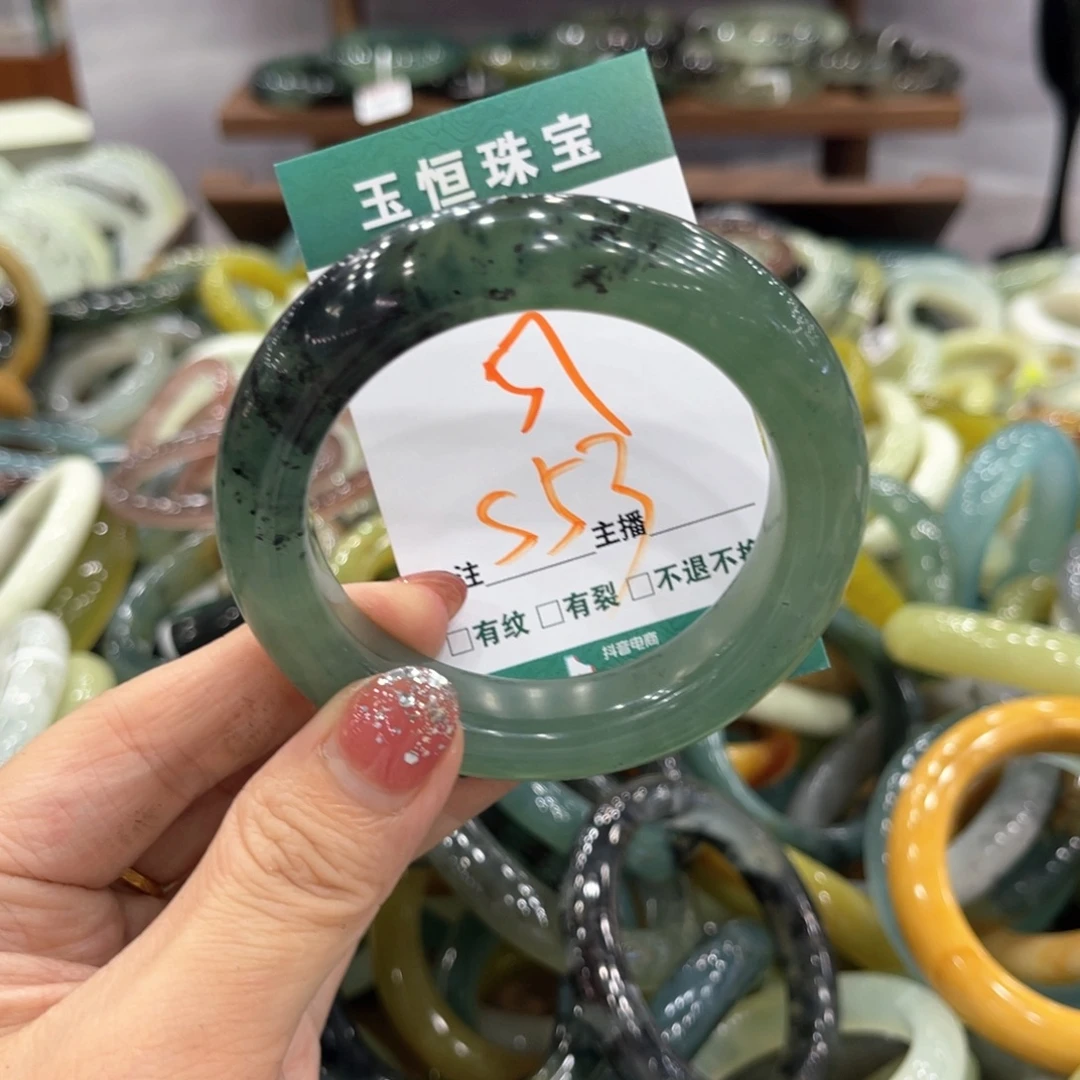 玉恒珠宝
553
注 主播
□有纹 □有裂 □不退不换
抖音电商